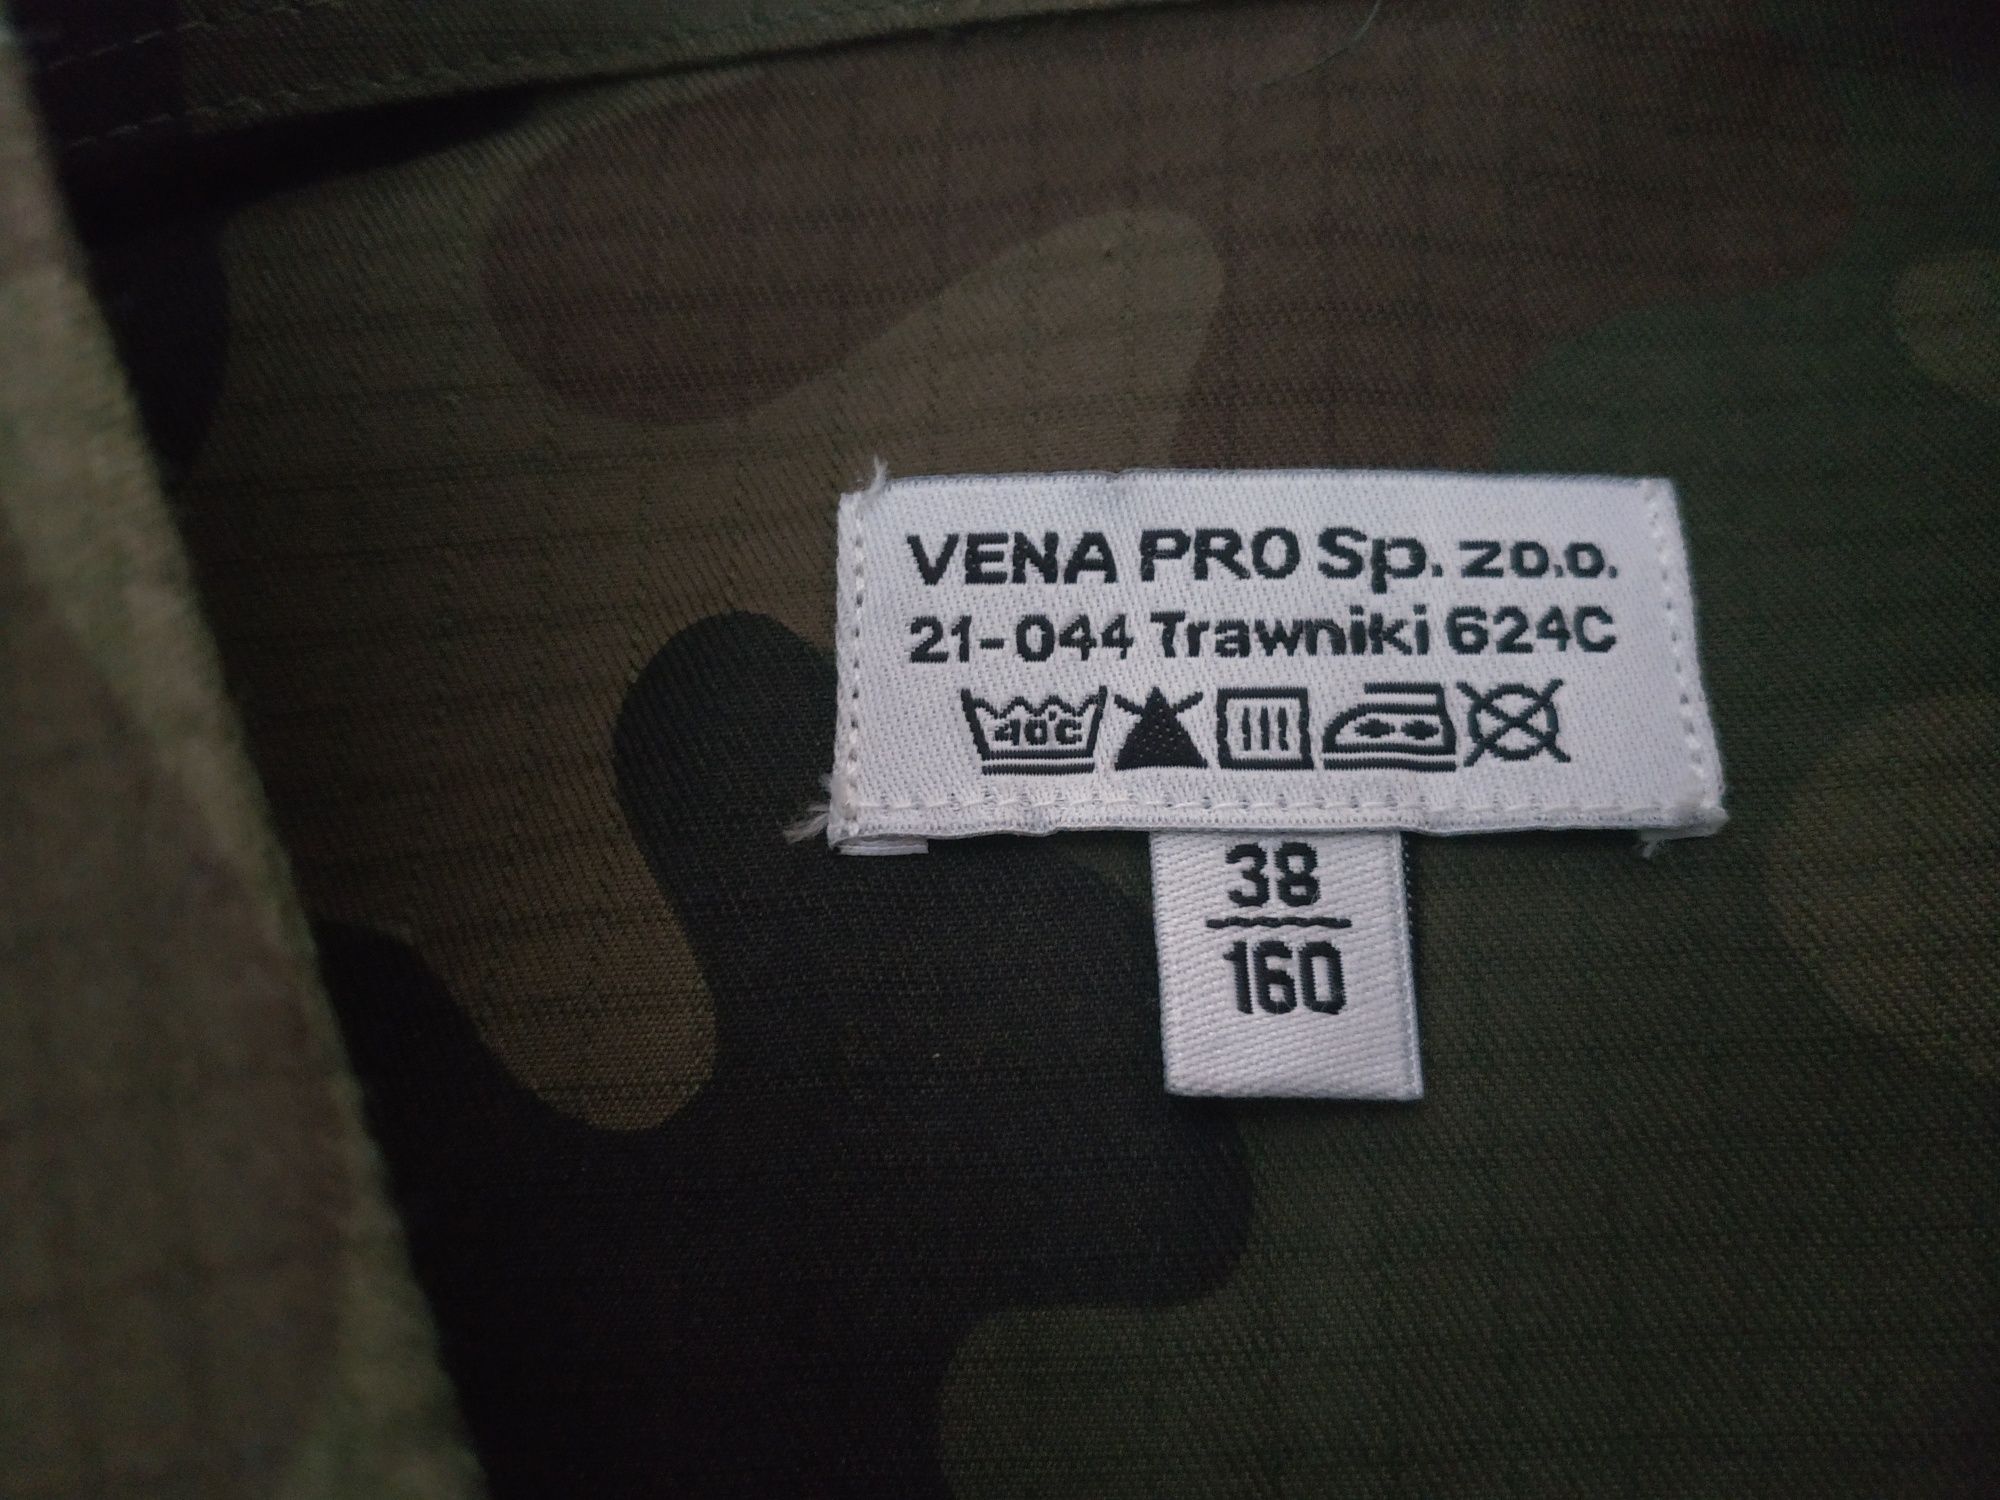 VENA PRO Sp. zo.o.
21-044 Trawniki 624C
40°C
38
160